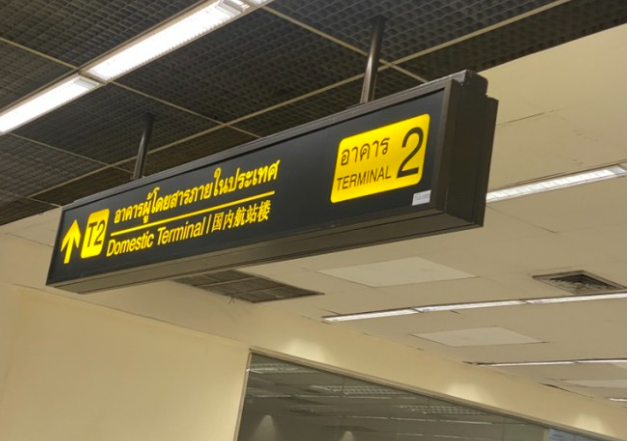 T2
อาคารผู้โดยสารภายในประเทศ
Domestic Terminal | 国内航站楼
อาคาร
TERMINAL 2